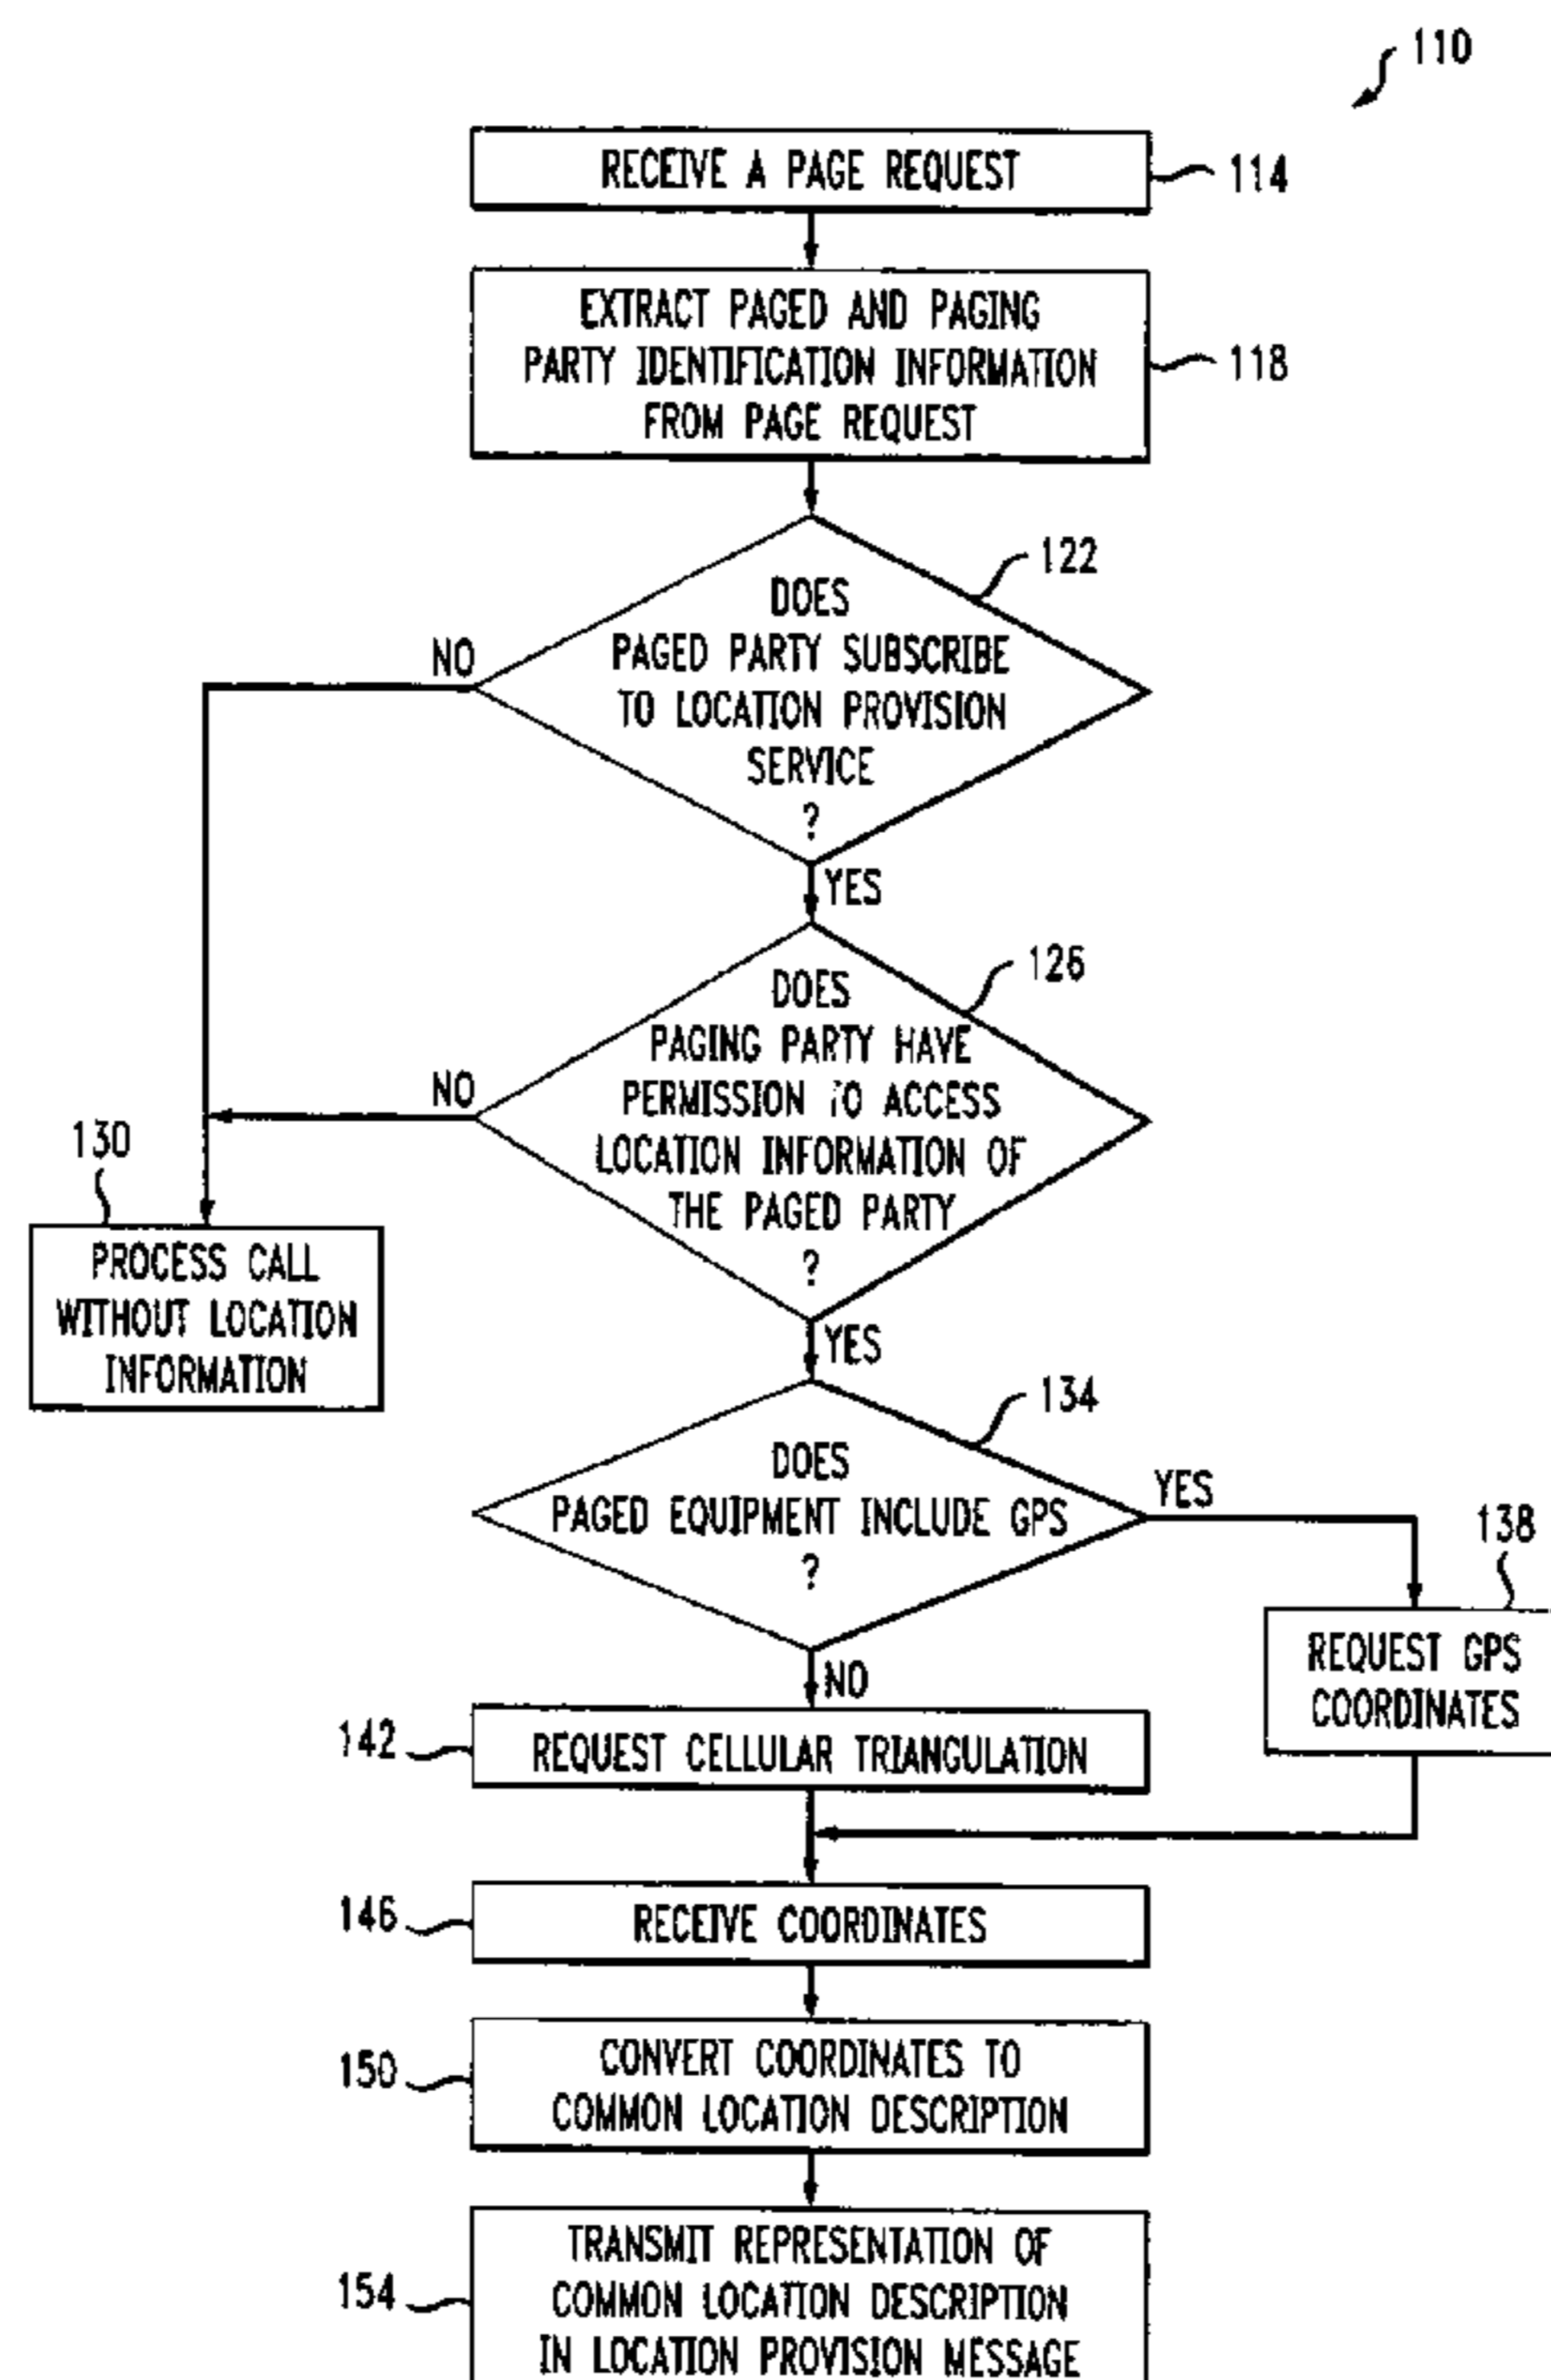 110
RECEIVE A PAGE REQUEST
114
EXTRACT PAGED AND PAGING
PARTY IDENTIFICATION INFORMATION
FROM PAGE REQUEST
118
122
DOES
PAGED PARTY SUBSCRIBE
TO LOCATION PROVISION
SERVICE
?
NO
YES
126
DOES
PAGING PARTY HAVE
PERMISSION TO ACCESS
LOCATION INFORMATION OF
THE PAGED PARTY
?
NO
YES
130
PROCESS CALL
WITHOUT LOCATION
INFORMATION
134
DOES
PAGED EQUIPMENT INCLUDE GPS
?
YES
NO
138
REQUEST GPS
COORDINATES
142
REQUEST CELLULAR TRIANGULATION
146
RECEIVE COORDINATES
150
CONVERT COORDINATES TO
COMMON LOCATION DESCRIPTION
154
TRANSMIT REPRESENTATION OF
COMMON LOCATION DESCRIPTION
IN LOCATION PROVISION MESSAGE